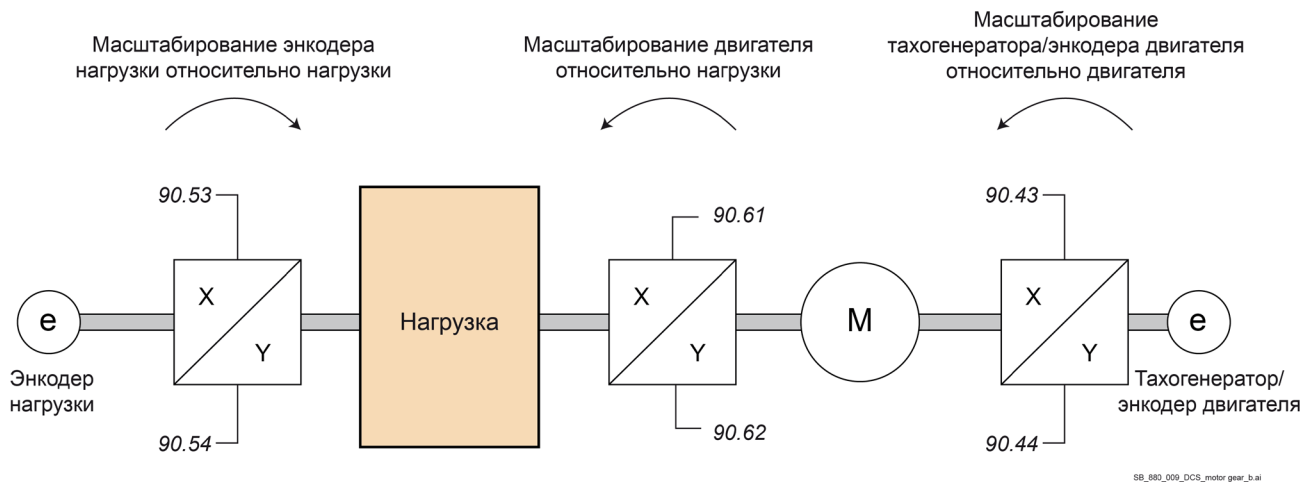 Масштабирование энкодера
нагрузки относительно нагрузки
Масштабирование двигателя
относительно нагрузки
Масштабирование
тахогенератора/энкодера двигателя
относительно двигателя
90.53
90.61
90.43
e
X
Y
Нагрузка
X
Y
M
X
Y
e
Энкодер
нагрузки
Тахогенератор/
энкодер двигателя
90.54
90.62
90.44
SB_880_009_DCS_motor gear_b.ai